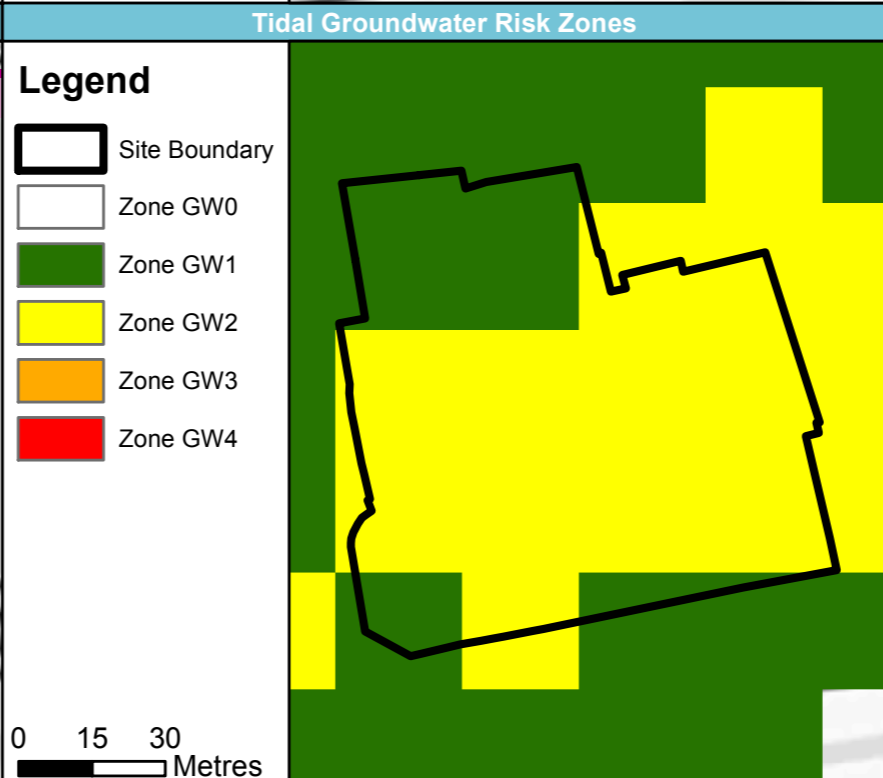 Tidal Groundwater Risk Zones
Legend
Site Boundary
Zone GW0
Zone GW1
Zone GW2
Zone GW3
Zone GW4
0 15 30
Metres